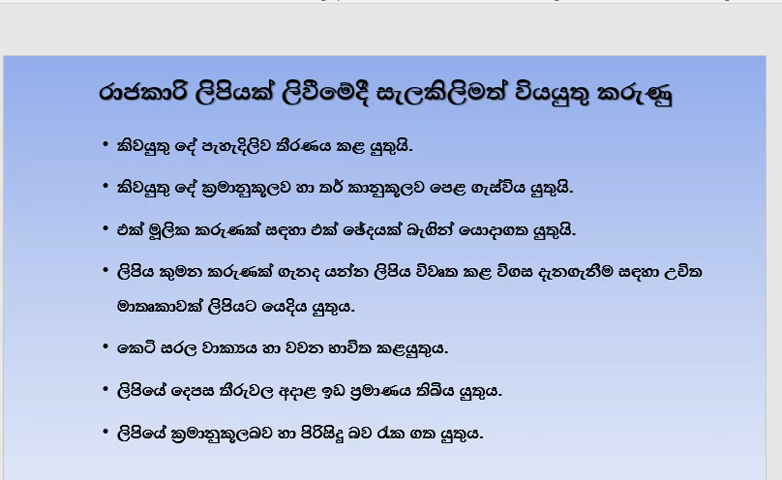 රාජකාරි ලිපියක් ලිවීමේදී සැලකිලිමත් වියයුතු කරුණු
• කිවයුතු දේ පැහැදිලිව තීරණය කළ යුතුයි.
• කිවයුතු දේ ක්‍රමානුකූලව හා තර් කානුකූලව පෙළ ගැස්විය යුතුයි.
• එක් මූලික කරුණක් සඳහා එක් ඡේදයක් බැගින් යොදාගත යුතුයි.
• ලිපිය කුමන කරුණක් ගැනද යන්න ලිපිය විවෘත කළ විගස දැනගැනීම සඳහා උචිත
මාතෘකාවක් ලිපියට යෙදිය යුතුය.
• කෙටි සරල වාක්‍යය හා වචන භාවිත කළයුතුය.
• ලිපියේ දෙපස තීරුවල අදාළ ඉඩ ප්‍රමාණය තිබිය යුතුය.
• ලිපියේ ක්‍රමානුකූලබව හා පිරිසිදු බව රැක ගත යුතුය.